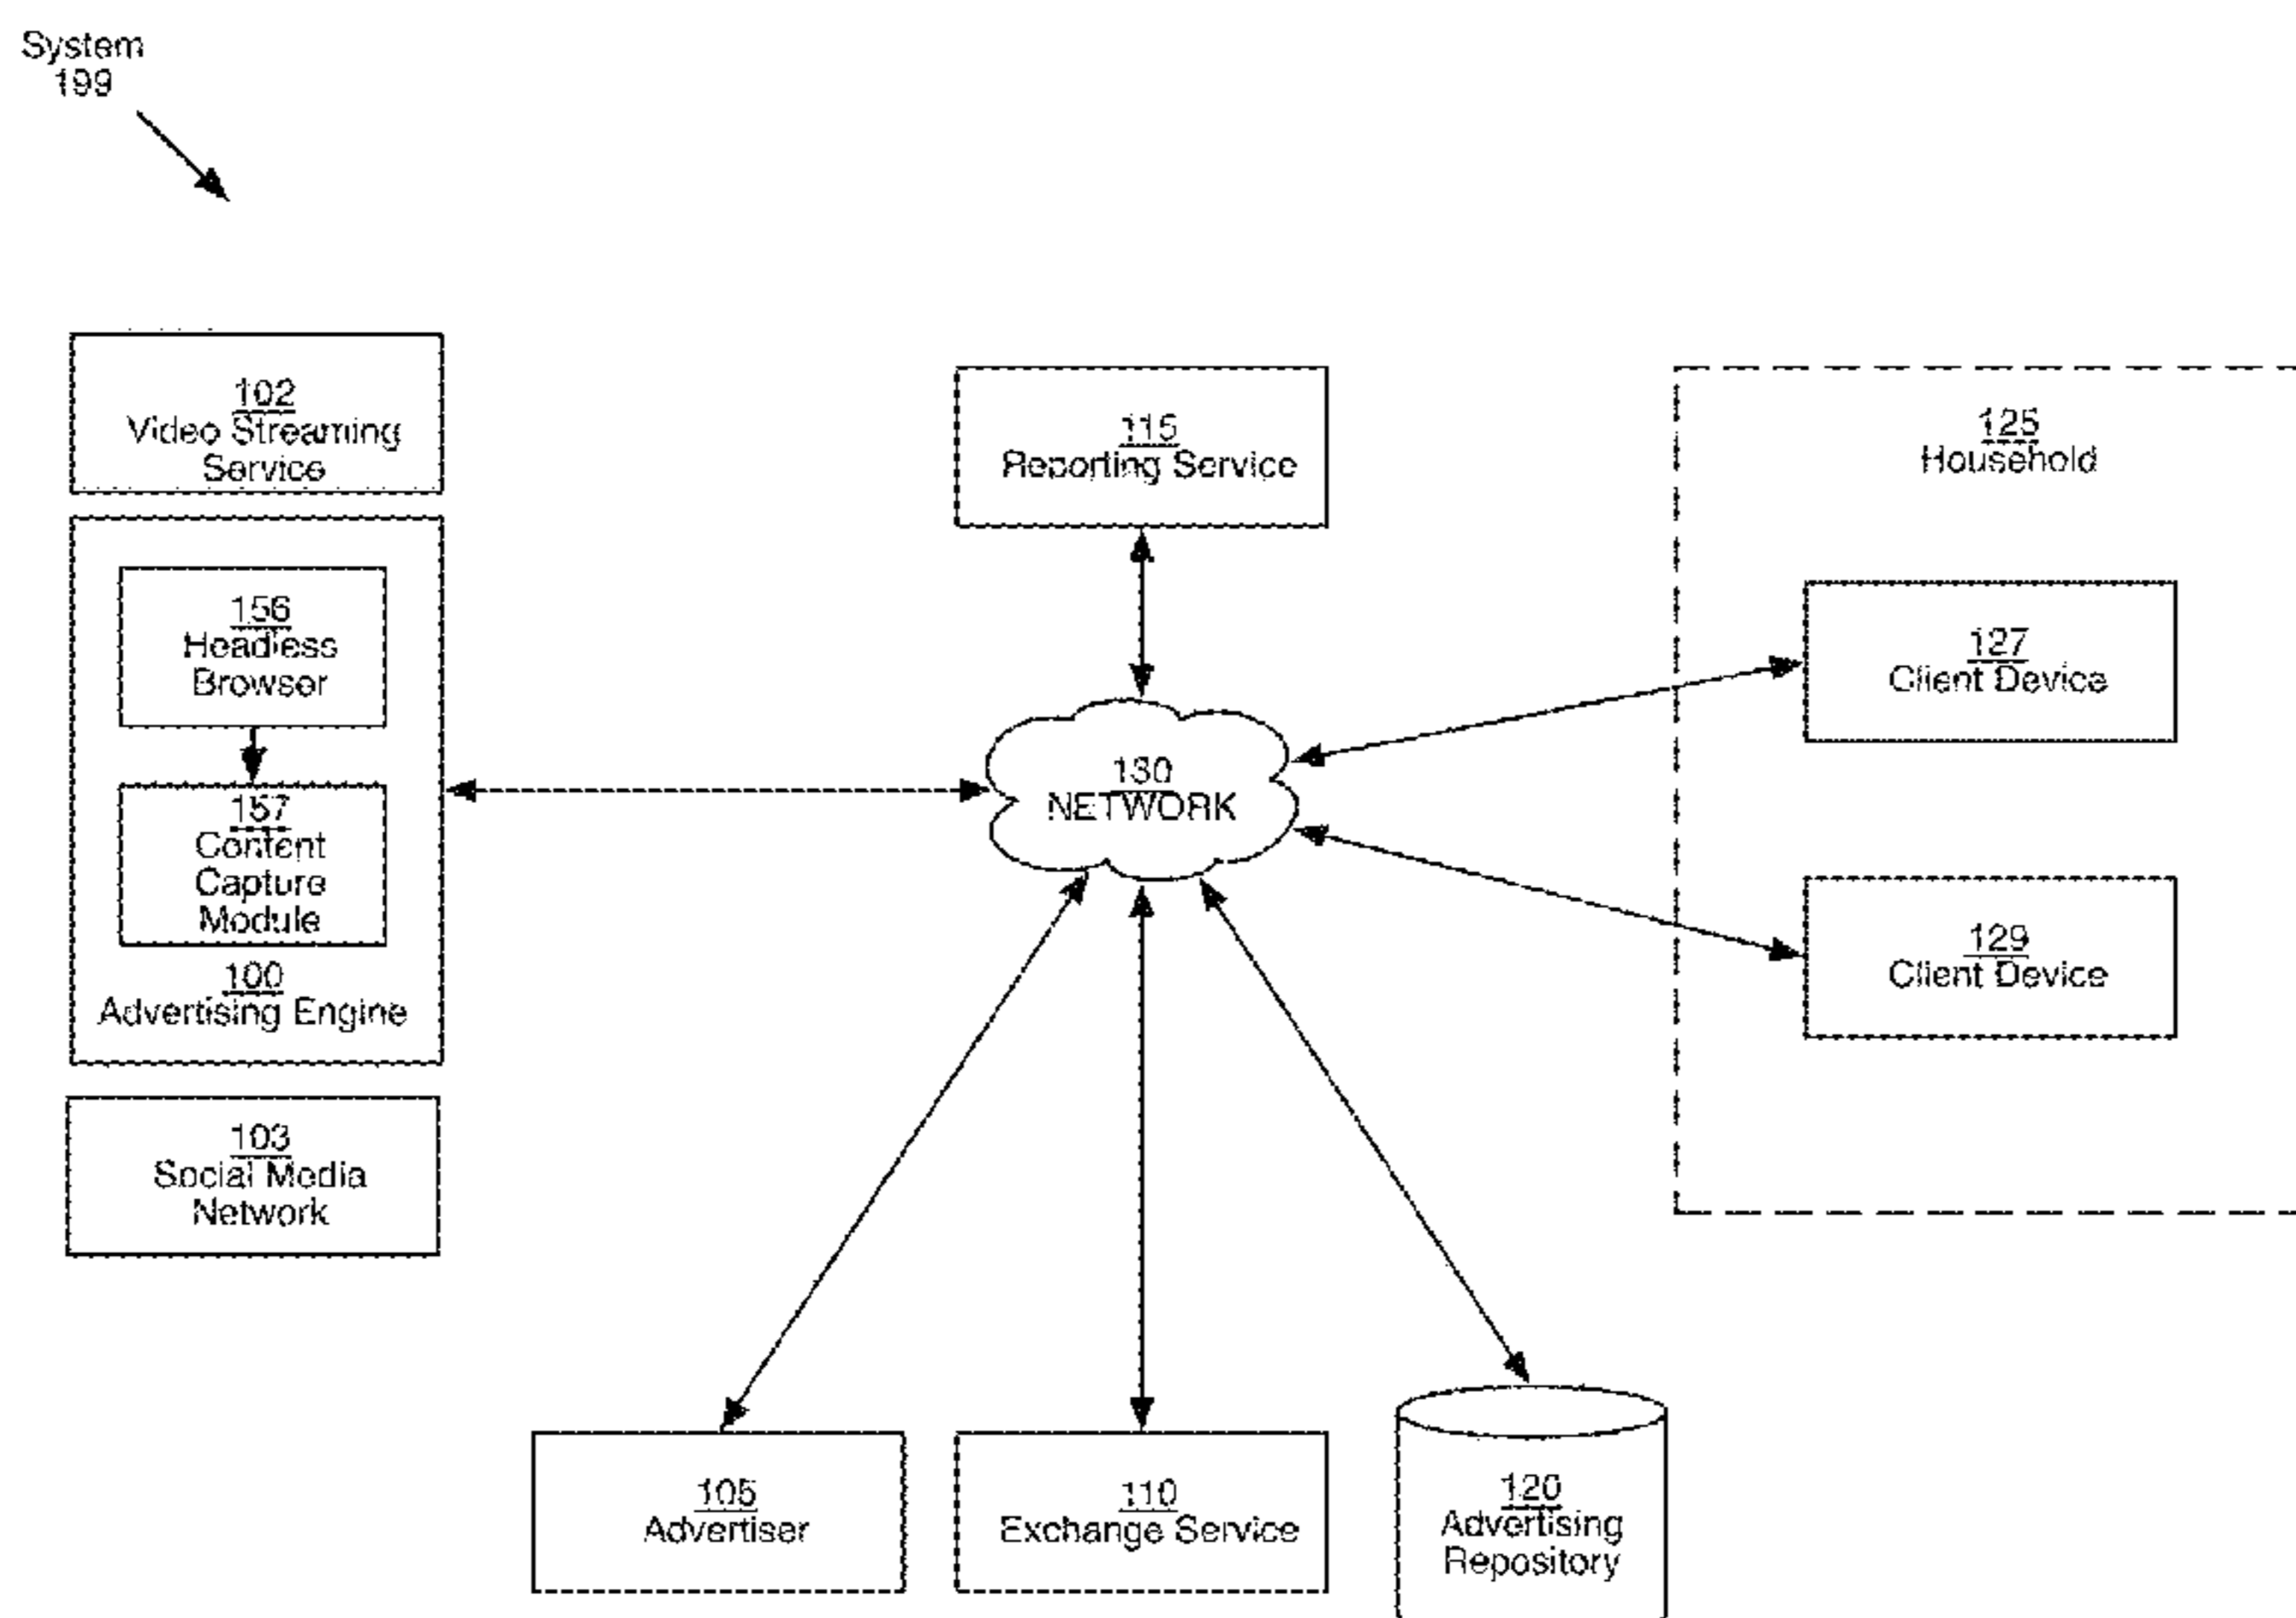 System
199
102
Video Streaming
Service
156
Headless
Browser
157
Content
Capture
Module
100
Advertising Engine
103
Social Media
Network
115
Reporting Service
130
NETWORK
125
Household
127
Client Device
129
Client Device
105
Advertiser
110
Exchange Service
120
Advertising
Repository